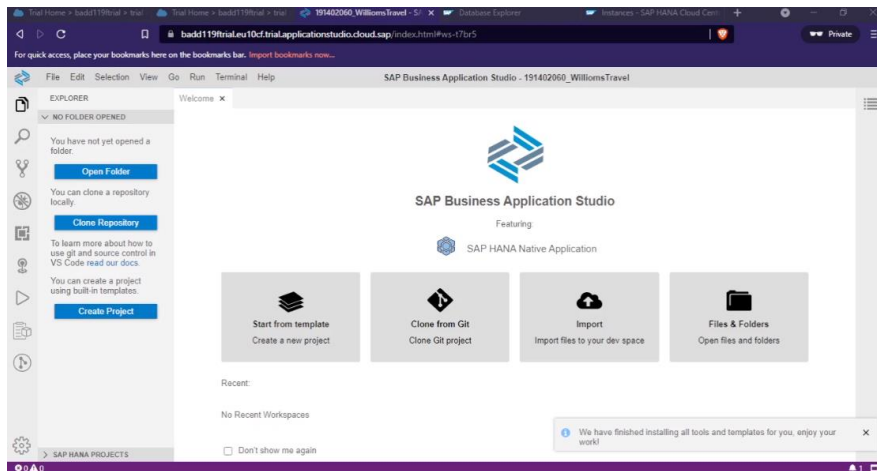 Trial Home > badd119ftrial > trial
Trial Home > badd119ftrial > trial
191402060_WilliomsTravel - S/
Database Explorer
Instances - SAP HANA Cloud Cent
badd119ftrial.eu10cf.trial.applicationstudio.cloud.sap/index.html#ws-t7br5
Private
For quick access, place your bookmarks here on the bookmarks bar. Import bookmarks now...
File Edit Selection View Go Run Terminal Help
SAP Business Application Studio - 191402060_WilliomsTravel
EXPLORER
Welcome
NO FOLDER OPENED
You have not yet opened a
folder.
Open Folder
You can clone a repository
locally.
Clone Repository
To learn more about how to
use git and source control in
VS Code read our docs.
You can create a project
using built-in templates.
Create Project
SAP HANA PROJECTS
SAP Business Application Studio
Featuring:
SAP HANA Native Application
Start from template
Create a new project
Clone from Git
Clone Git project
Import
Import files to your dev space
Files & Folders
Open files and folders
Recent:
No Recent Workspaces
Don't show me again
We have finished installing all tools and templates for you, enjoy your
work!
0 0
1